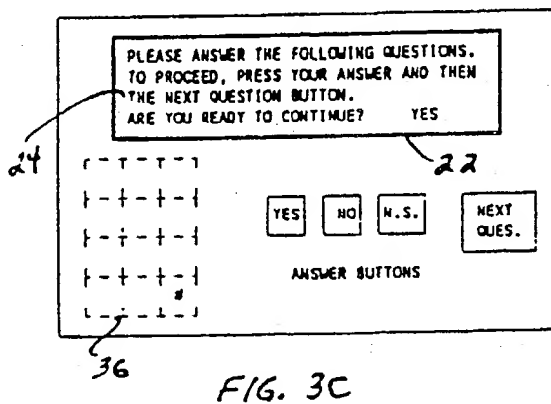 PLEASE ANSWER THE FOLLOWING QUESTIONS.
TO PROCEED, PRESS YOUR ANSWER AND THEN
THE NEXT QUESTION BUTTON.
ARE YOU READY TO CONTINUE? YES
24
22
YES NO N.S. NEXT
QUES.
ANSWER BUTTONS
#
36
FIG. 3C